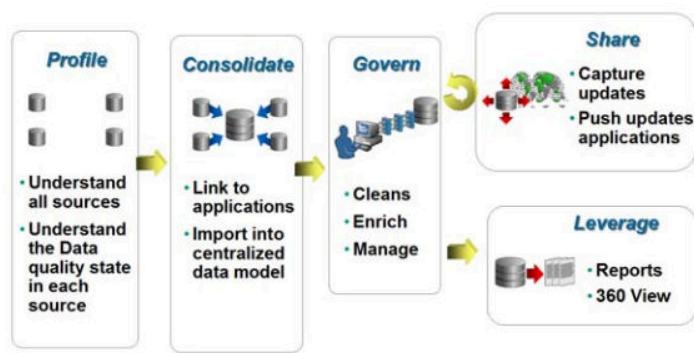 Profile
• Understand
all sources
• Understand
the Data
quality state
in each
source
Consolidate
• Link to
applications
• Import into
centralized
data model
Govern
• Cleans
• Enrich
• Manage
Share
• Capture
updates
• Push updates
applications
Leverage
• Reports
• 360 View